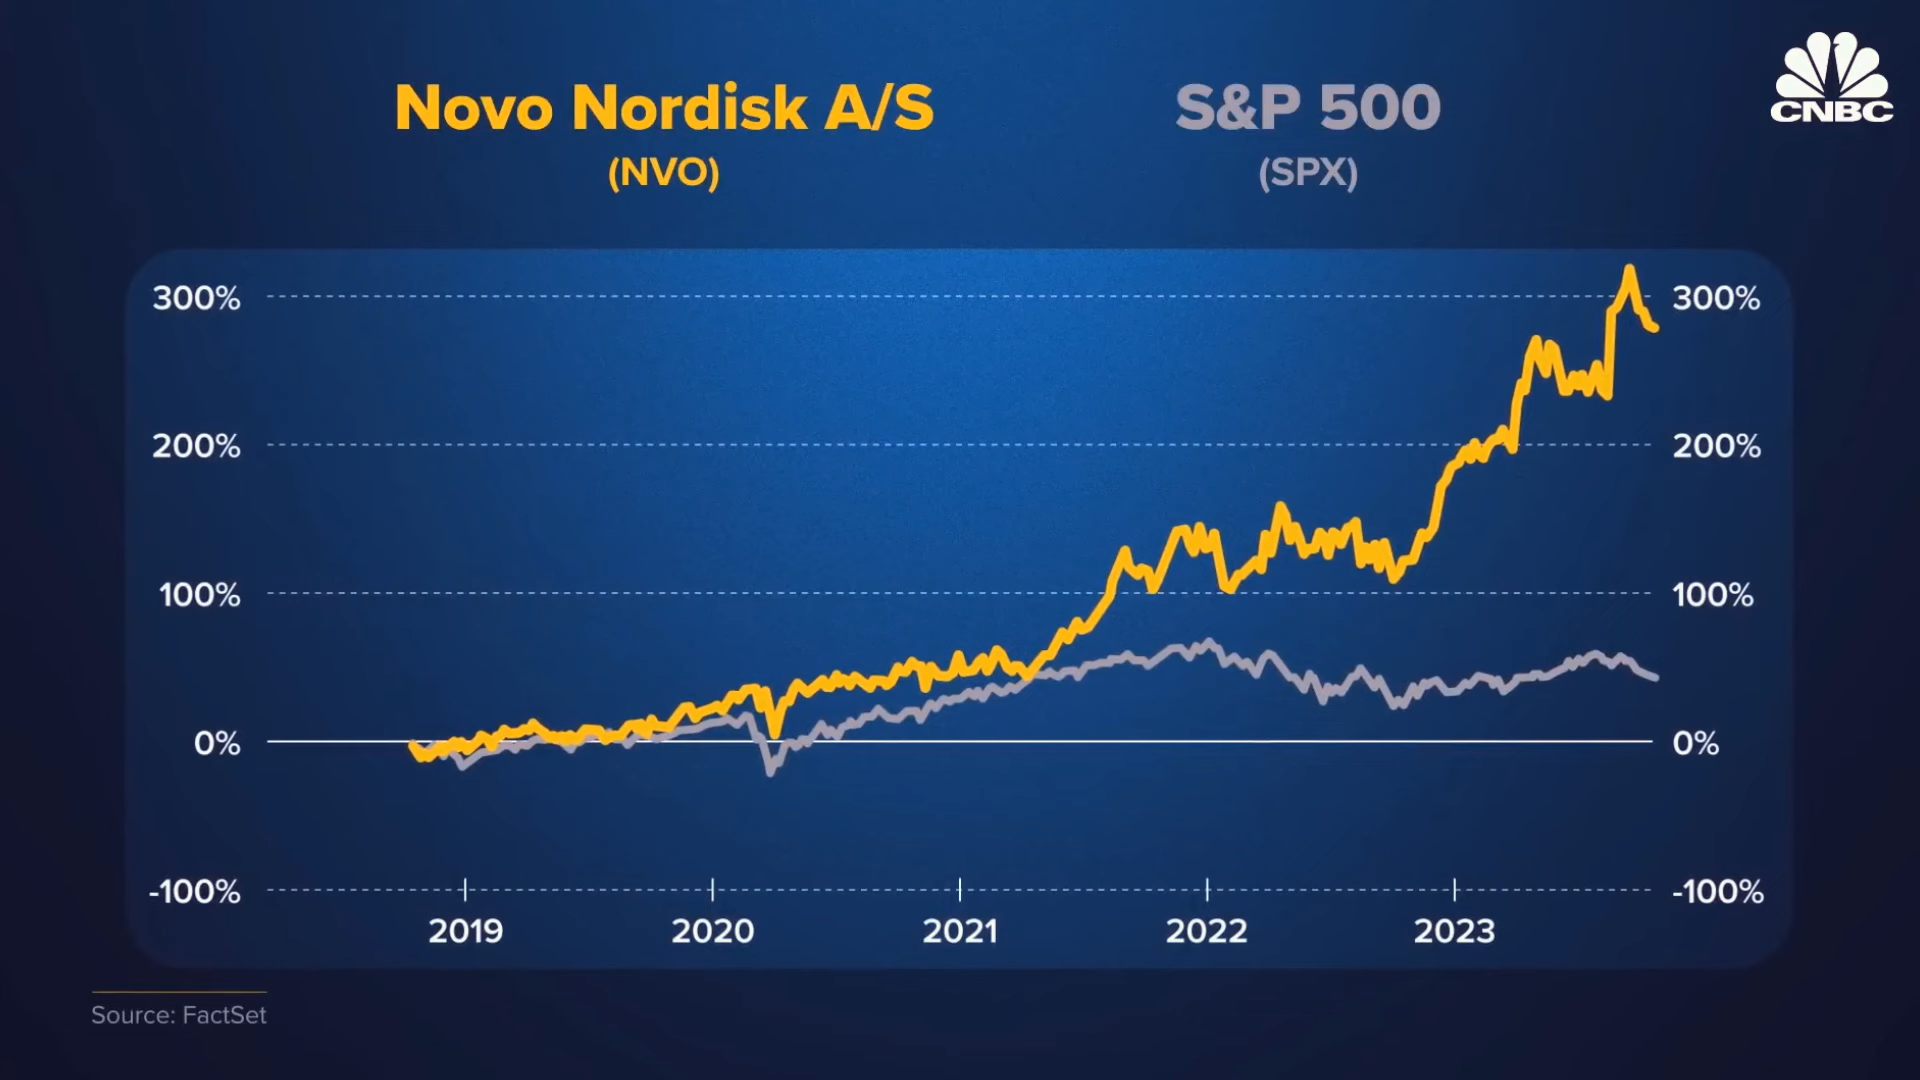 Novo Nordisk A/S
(NVO)
S&P 500
(SPX)
CNBC
300% 300%
200% 200%
100% 100%
0% 0%
-100% -100%
2019 2020 2021 2022 2023
Source: FactSet